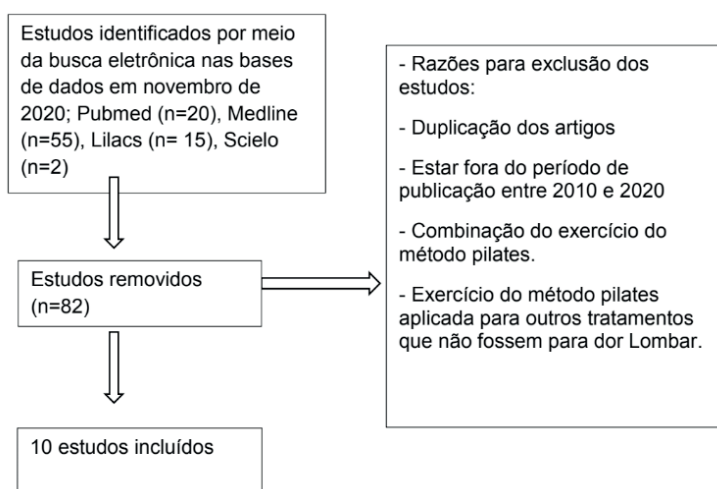 Estudos identificados por meio
da busca eletrônica nas bases
de dados em novembro de
2020; Pubmed (n=20), Medline
(n=55), Lilacs (n= 15), Scielo
(n=2)
Estudos removidos
(n=82)
10 estudos incluídos
- Razões para exclusão dos
estudos:
- Duplicação dos artigos
- Estar fora do período de
publicação entre 2010 e 2020
- Combinação do exercício do
método pilates.
- Exercício do método pilates
aplicada para outros tratamentos
que não fossem para dor Lombar.